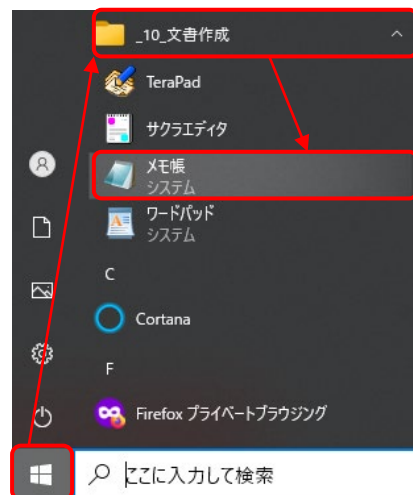 _10_文書作成
TeraPad
サクラエディタ
メモ帳
システム
ワードパッド
システム
C
Cortana
F
Firefox プライベートブラウジング
ここに入力して検索